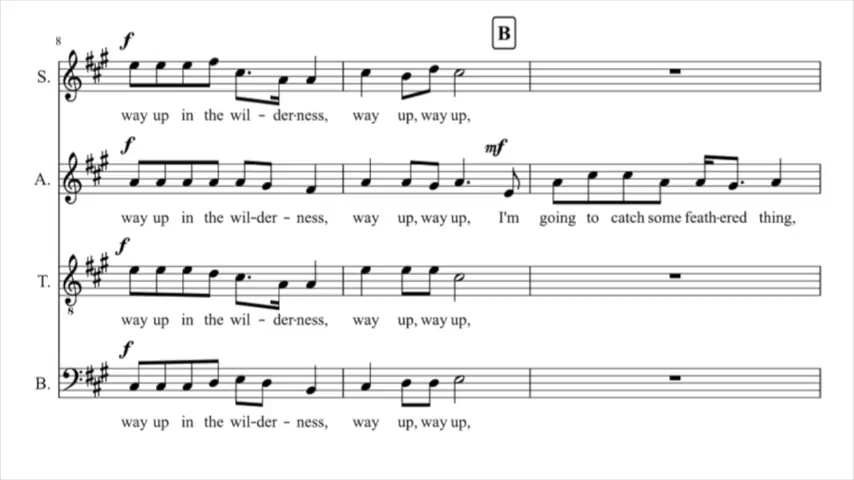 B
8
f
S.
way up in the wil - der-ness, way up, way up,
f
mf
A.
way up in the wil-der - ness, way up, way up, I'm going to catch some feath-ered thing,
f
T.
8
way up in the wil - der-ness, way up, way up,
f
B.
way up in the wil-der - ness, way up, way up,